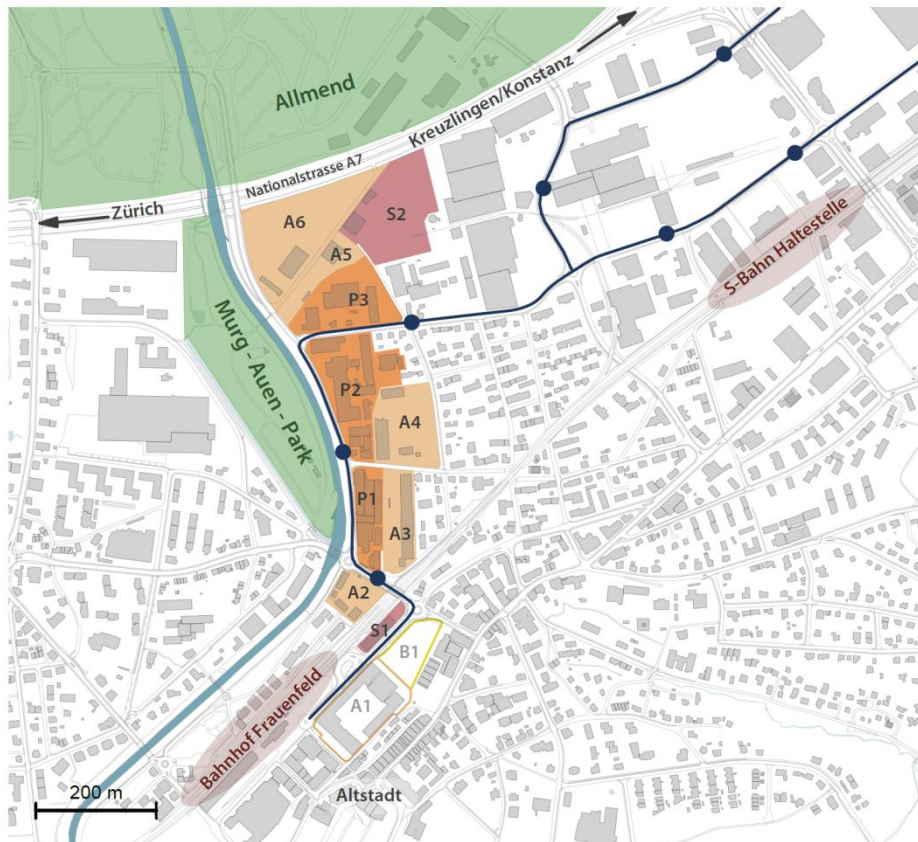 Allmend
Kreuzlingen/Konstanz
Nationalstrasse A7
Zürich
S2
A6
A5
S-Bahn Haltestelle
P3
Murg - Auen - Park
P2
A4
P1
A3
A2
S1
B1
A1
Bahnhof Frauenfeld
200 m
Altstadt